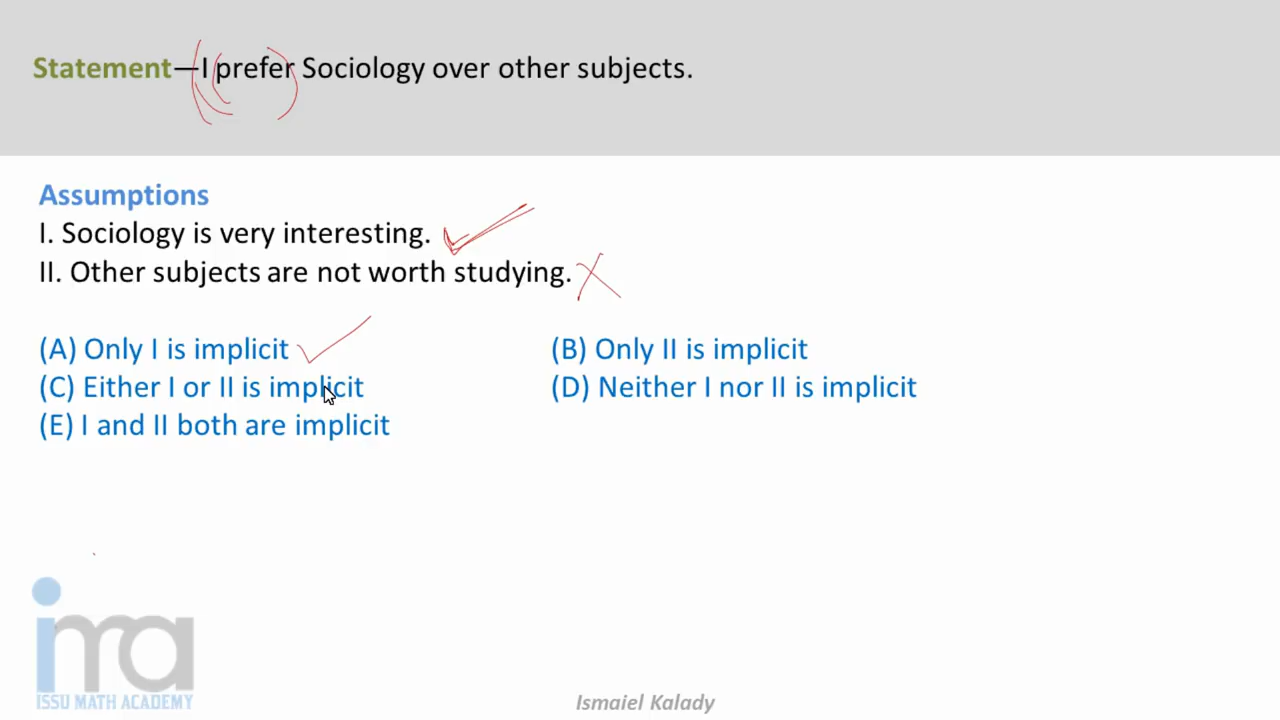 Statement—I prefer Sociology over other subjects.
Assumptions
I. Sociology is very interesting.
II. Other subjects are not worth studying.
(A) Only I is implicit
(B) Only II is implicit
(C) Either I or II is implicit
(D) Neither I nor II is implicit
(E) I and II both are implicit
ima
ISSU MATH ACADEMY
Ismaiel Kalady